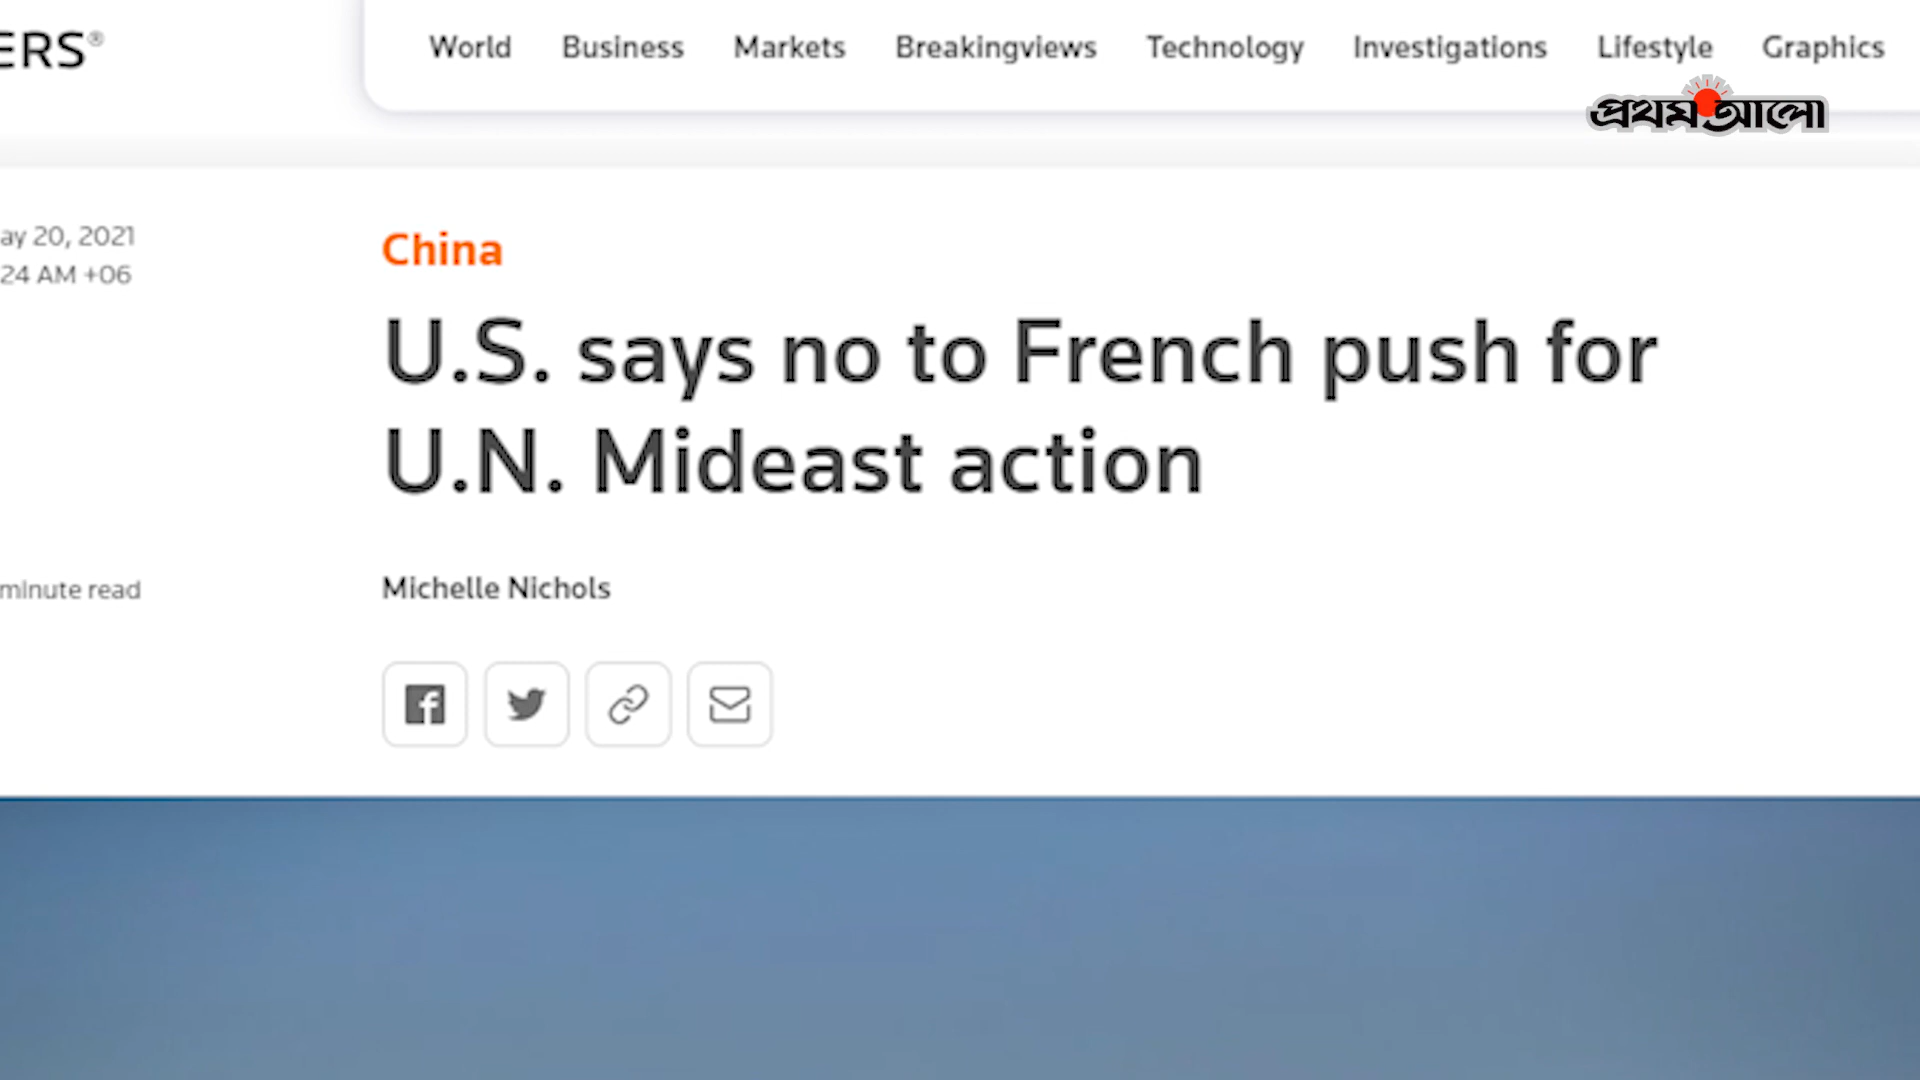 ERS®
World Business Markets Breakingviews Technology Investigations Lifestyle Graphics
প্রথম আলো
ay 20, 2021
24 AM +06
China
U.S. says no to French push for
U.N. Mideast action
minute read
Michelle Nichols